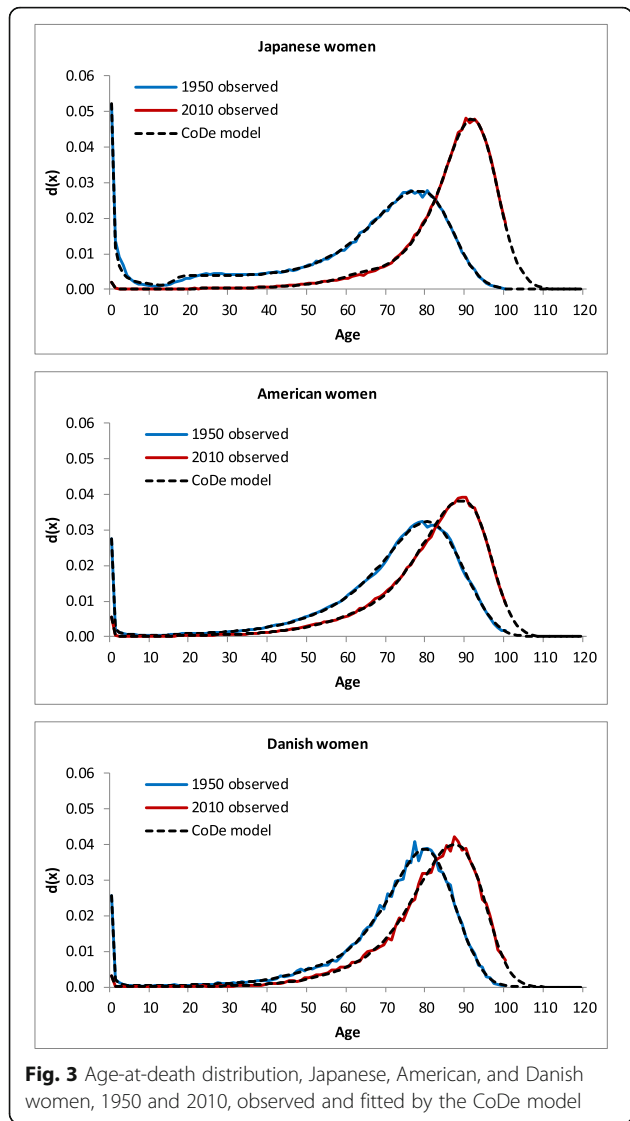 Japanese women
0.06
0.05
0.04
0.03
0.02
0.01
0.00
d(x)
1950 observed
2010 observed
CoDe model
0 10 20 30 40 50 60 70 80 90 100 110 120
Age
American women
0.06
0.05
0.04
0.03
0.02
0.01
0.00
d(x)
1950 observed
2010 observed
CoDe model
0 10 20 30 40 50 60 70 80 90 100 110 120
Age
Danish women
0.06
0.05
0.04
0.03
0.02
0.01
0.00
d(x)
1950 observed
2010 observed
CoDe model
0 10 20 30 40 50 60 70 80 90 100 110 120
Age
Fig. 3 Age-at-death distribution, Japanese, American, and Danish
women, 1950 and 2010, observed and fitted by the CoDe model